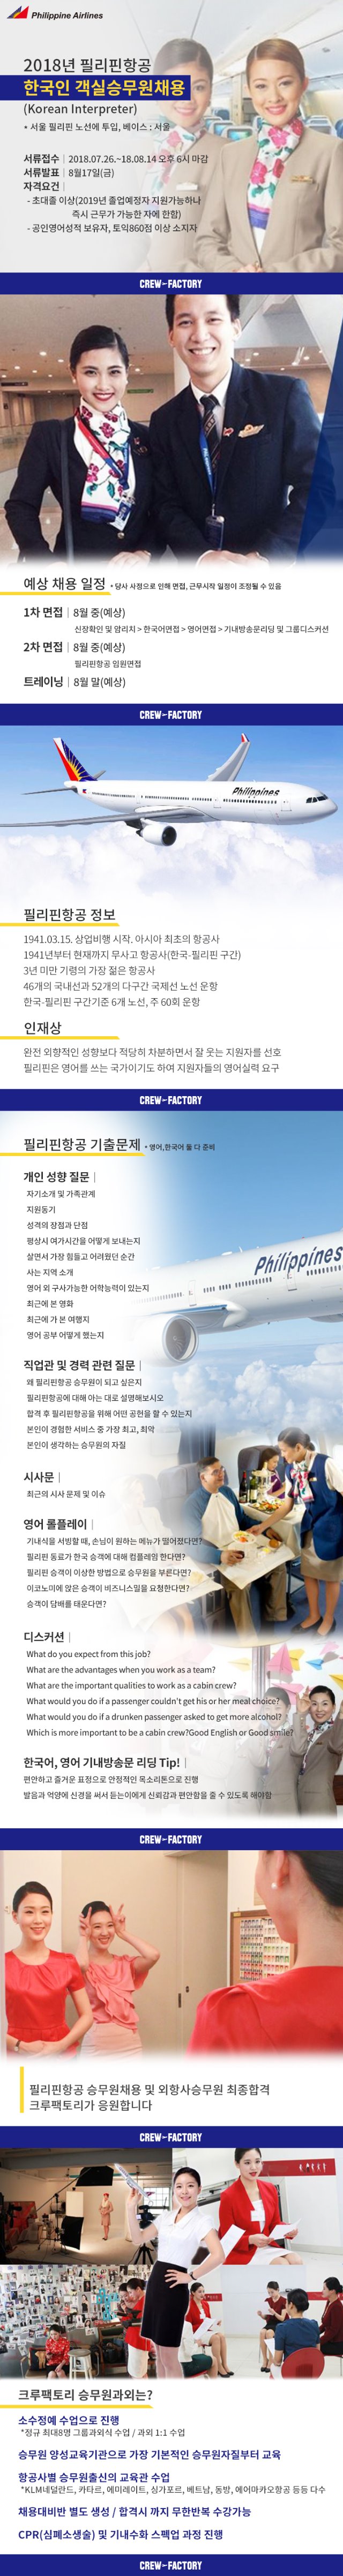 Philippine Airlines
2018년 필리핀항공
한국인 객실승무원채용
(Korean Interpreter)
* 서울 필리핀 노선에 투입, 베이스 : 서울
서류접수 | 2018.07.26.~18.08.14 오후 6시 마감
서류발표 | 8월17일(금)
자격요건 |
- 초대졸 이상(2019년 졸업예정자 지원가능하나
즉시 근무가 가능한 자에 한함)
- 공인영어성적 보유자, 토익860점 이상 소지자
CREW-FACTORY
예상 채용 일정 * 당사 사정으로 인해 면접, 근무시작 일정이 조정될 수 있음
1차 면접 | 8월 중(예상)
신장확인 및 암리치 > 한국어면접 > 영어면접 > 기내방송문리딩 및 그룹디스커션
2차 면접 | 8월 중(예상)
필리핀항공 임원면접
트레이닝 | 8월 말(예상)
CREW-FACTORY
Philippines
필리핀항공 정보
1941.03.15. 상업비행 시작. 아시아 최초의 항공사
1941년부터 현재까지 무사고 항공사(한국-필리핀 구간)
3년 미만 기령의 가장 젊은 항공사
46개의 국내선과 52개의 다구간 국제선 노선 운항
한국-필리핀 구간기준 6개 노선, 주 60회 운항
인재상
완전 외향적인 성향보다 적당히 차분하면서 잘 웃는 지원자를 선호
필리핀은 영어를 쓰는 국가이기도 하여 지원자들의 영어실력 요구
CREW-FACTORY
필리핀항공 기출문제 * 영어,한국어 둘 다 준비
개인 성향 질문 |
자기소개 및 가족관계
지원동기
성격의 장점과 단점
평상시 여가시간을 어떻게 보내는지
살면서 가장 힘들고 어려웠던 순간
사는 지역 소개
영어 외 구사가능한 어학능력이 있는지
최근에 본 영화
최근에 가 본 여행지
영어 공부 어떻게 했는지
Philippines
직업관 및 경력 관련 질문 |
왜 필리핀항공 승무원이 되고 싶은지
필리핀항공에 대해 아는 대로 설명해보시오
합격 후 필리핀항공을 위해 어떤 공헌을 할 수 있는지
본인이 경험한 서비스 중 가장 최고, 최악
본인이 생각하는 승무원의 자질
시사문 |
최근의 시사 문제 및 이슈
영어 롤플레이 |
기내식을 서빙할 때, 손님이 원하는 메뉴가 떨어졌다면?
필리핀 동료가 한국 승객에 대해 컴플레임 한다면?
필리핀 승객이 이상한 방법으로 승무원을 부른다면?
이코노미에 앉은 승객이 비즈니스밀을 요청한다면?
승객이 담배를 태운다면?
디스커션 |
What do you expect from this job?
What are the advantages when you work as a team?
What are the important qualities to work as a cabin crew?
What would you do if a passenger couldn't get his or her meal choice?
What would you do if a drunken passenger asked to get more alcohol?
Which is more important to be a cabin crew?Good English or Good smile?
한국어, 영어 기내방송문 리딩 Tip! |
편안하고 즐거운 표정으로 안정적인 목소리톤으로 진행
발음과 억양에 신경을 써서 듣는이에게 신뢰감과 편안함을 줄 수 있도록 해야함
CREW-FACTORY
필리핀항공 승무원채용 및 외항사승무원 최종합격
크루팩토리가 응원합니다
CREW-FACTORY
크루팩토리 승무원과외는?
소수정예 수업으로 진행
*정규 최대8명 그룹과외식 수업 / 과외 1:1 수업
승무원 양성교육기관으로 가장 기본적인 승무원자질부터 교육
항공사별 승무원출신의 교육관 수업
*KLM네덜란드, 카타르, 에미레이트, 싱가포르, 베트남, 동방, 에어마카오항공 등등 다수
채용대비반 별도 생성 / 합격시 까지 무한반복 수강가능
CPR(심폐소생술) 및 기내수화 스펙업 과정 진행
CREW-FACTORY